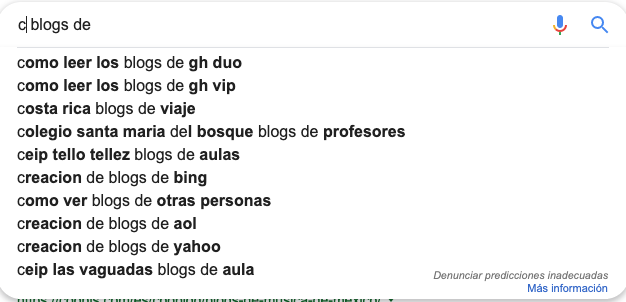 c blogs de
como leer los blogs de gh duo
como leer los blogs de gh vip
costa rica blogs de viaje
colegio santa maria del bosque blogs de profesores
ceip tello tellez blogs de aulas
creacion de blogs de bing
como ver blogs de otras personas
creacion de blogs de aol
creacion de blogs de yahoo
ceip las vaguadas blogs de aula
Denunciar predicciones inadecuadas
Más información